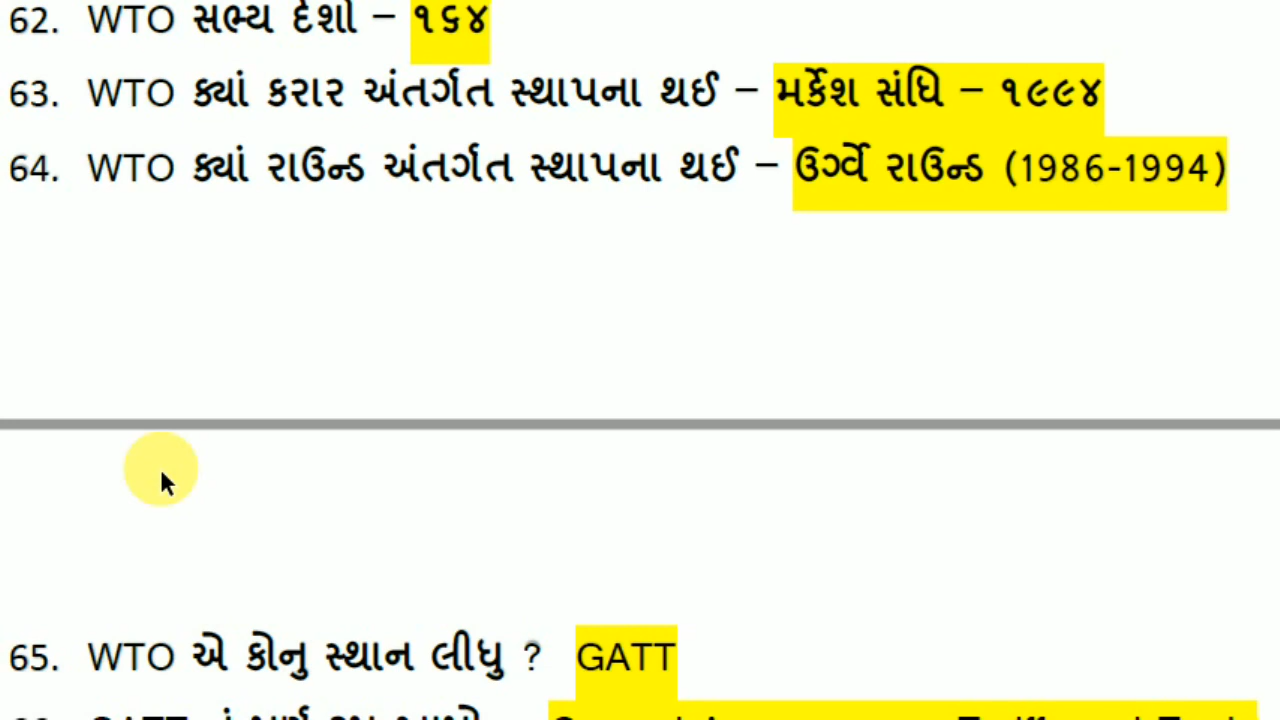 62. WTO સભ્ય દેશો – ૧૬૪
63. WTO ક્યાં કરાર અંતર્ગત સ્થાપના થઈ – મર્કેશ સંધિ – ૧૯૯૪
64. WTO ક્યાં રાઉન્ડ અંતર્ગત સ્થાપના થઈ – ઉર્ગ્વે રાઉન્ડ (1986-1994)
65. WTO એ કોનુ સ્થાન લીધુ ? GATT